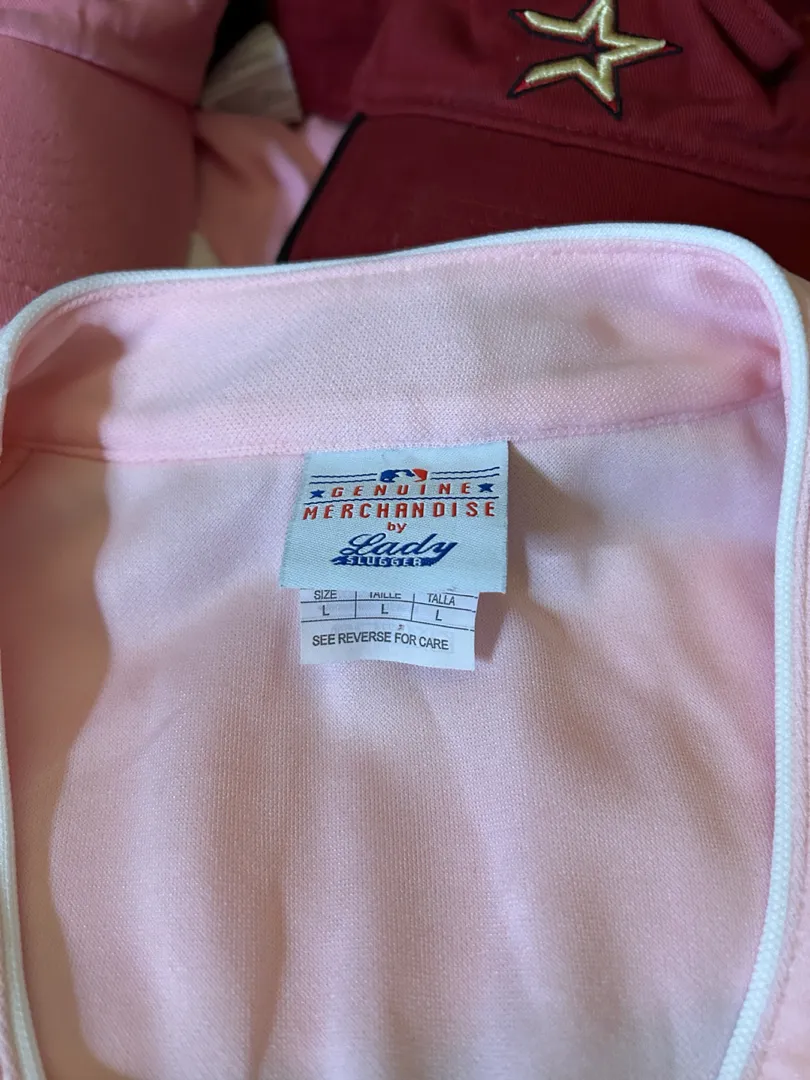 GENUINE
MERCHANDISE
by
Lady
SLUGGER
SIZE TAILLE TALLA
L L L
SEE REVERSE FOR CARE